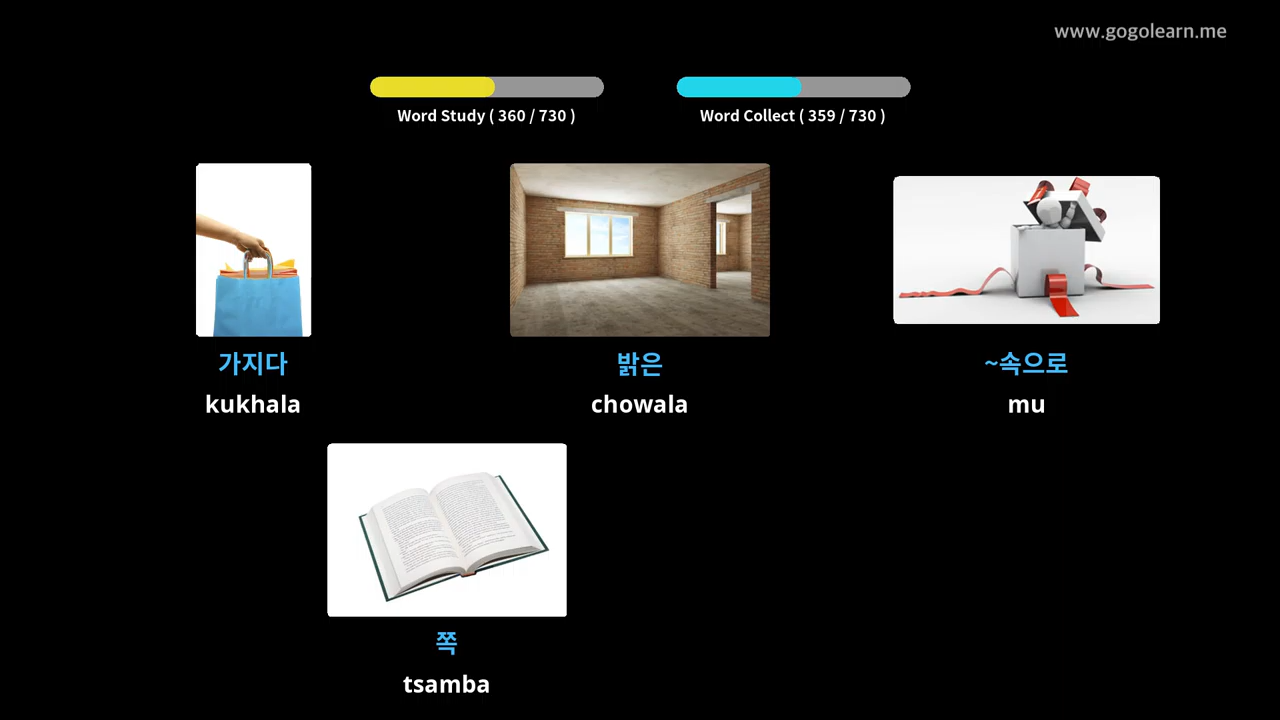 www.gogolearn.me
Word Study ( 360 / 730 )
Word Collect ( 359 / 730 )
가지다
kukhala
밝은
chowala
~속으로
mu
쪽
tsamba